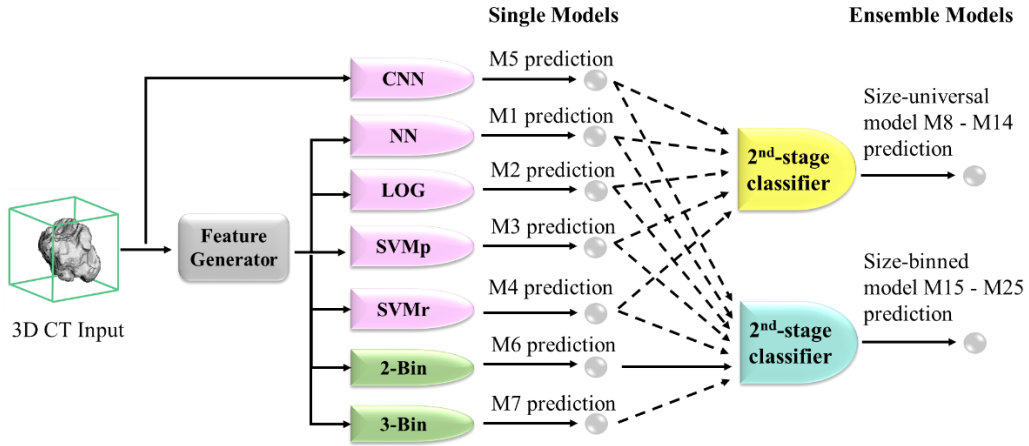 Single Models
Ensemble Models
M5 prediction
CNN
M1 prediction
NN
M2 prediction
LOG
M3 prediction
SVMp
M4 prediction
SVMr
M6 prediction
2-Bin
M7 prediction
3-Bin
Feature
Generator
3D CT Input
2nd-stage
classifier
Size-universal
model M8 - M14
prediction
2nd-stage
classifier
Size-binned
model M15 - M25
prediction